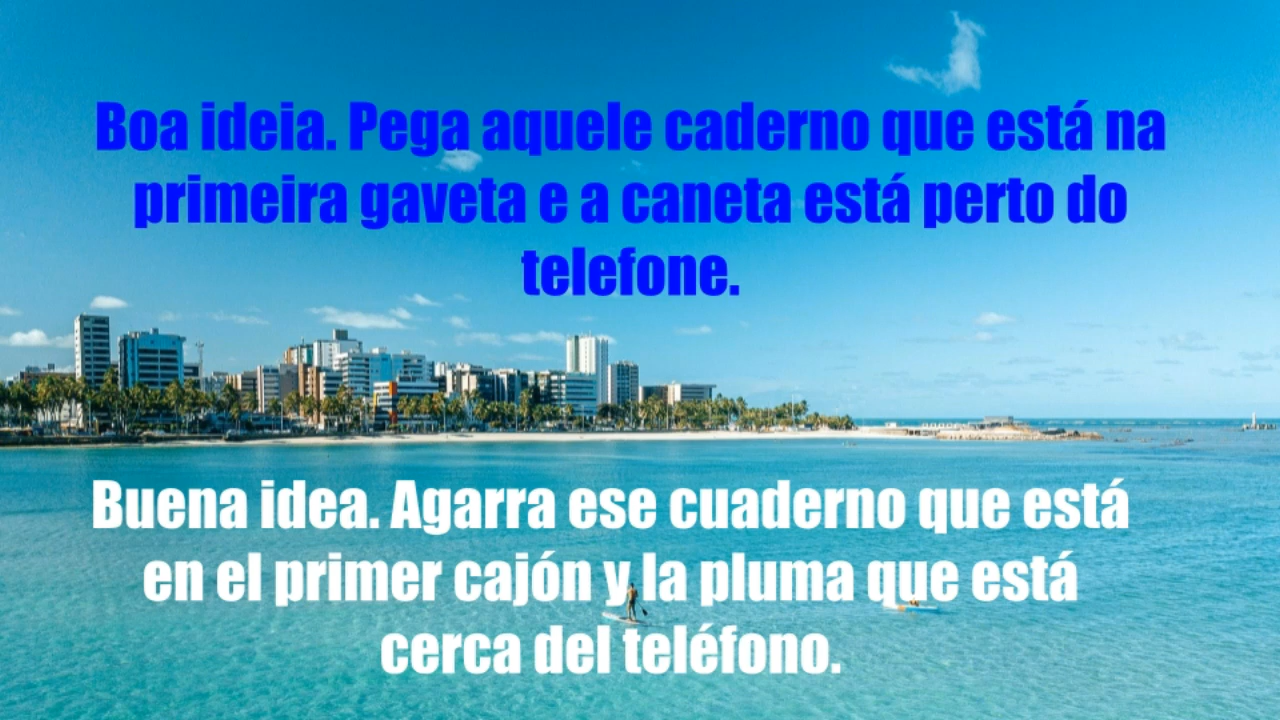 Boa ideia. Pega aquele caderno que está na
primeira gaveta e a caneta está perto do
telefone.
Buena idea. Agarra ese cuaderno que está
en el primer cajón y la pluma que está
cerca del teléfono.